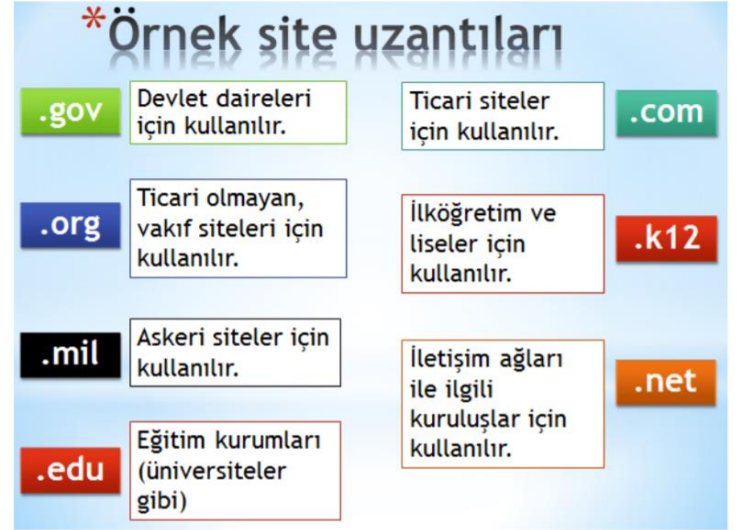 *Örnek site uzantıları
.gov
Devlet daireleri
için kullanılır.
.org
Ticari olmayan,
vakıf siteleri için
kullanılır.
.mil
Askeri siteler için
kullanılır.
.edu
Eğitim kurumları
(üniversiteler
gibi)
Ticari siteler
için kullanılır.
.com
İlköğretim ve
liseler için
kullanılır.
.k12
İletişim ağları
ile ilgili
kuruluşlar için
kullanılır.
.net